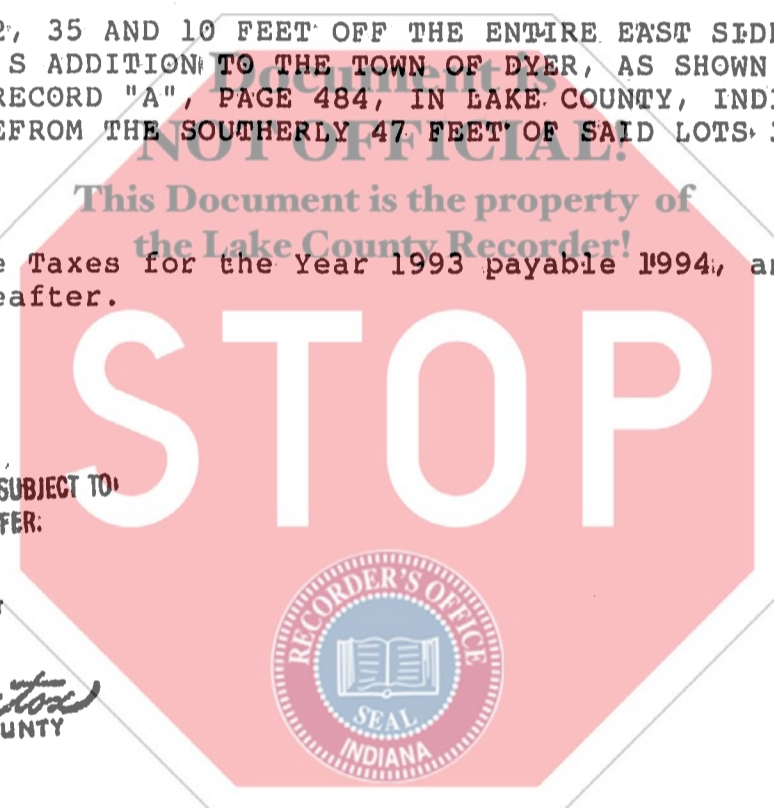 35 AND 10 FEET OFF THE ENTIRE EAST SIDE
S ADDITION TO THE TOWN OF DYER, AS SHOWN
RECORD "A", PAGE 484, IN LAKE COUNTY, INDI
EFROM THE SOUTHERLY 47 FEET OF SAID LOTS
Document is
NOT OFFICIAL!
This Document is the property of
the Lake County Recorder!
e Taxes for the Year 1993 payable 1994, an
eafter.
STOP
SUBJECT TO
FER:
UNTY
RECORDER'S OFFICE
SEAL
INDIANA